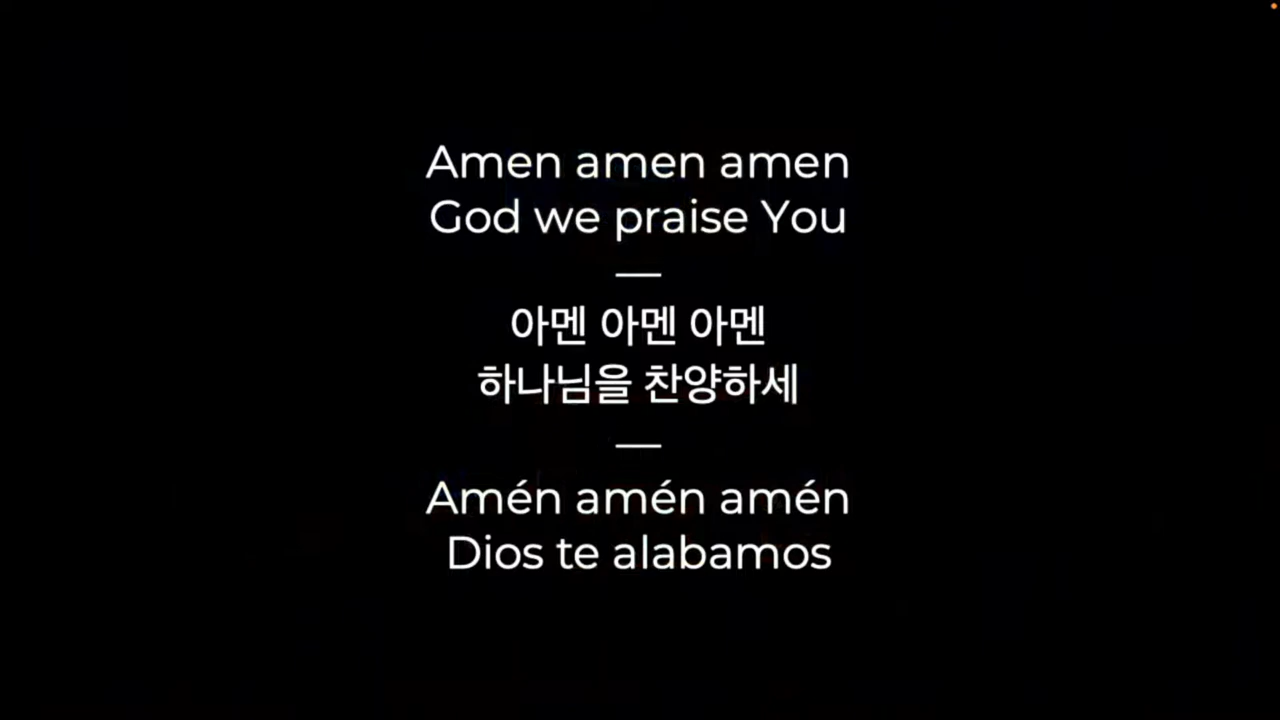 Amen amen amen
God we praise You
—
아멘 아멘 아멘
하나님을 찬양하세
—
Amén amén amén
Dios te alabamos